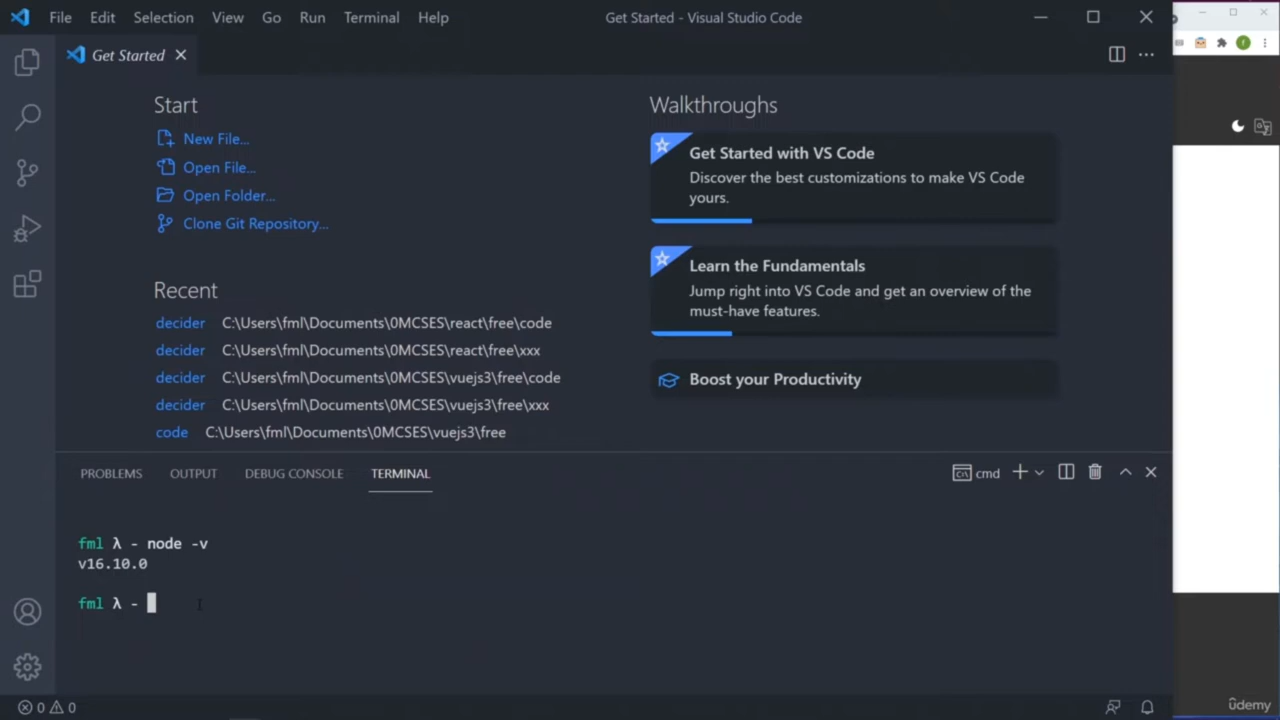 File Edit Selection View Go Run Terminal Help Get Started - Visual Studio Code
Get Started
Start
New File...
Open File...
Open Folder...
Clone Git Repository...
Recent
decider C:\Users\fml\Documents\0MCSES\react\free\code
decider C:\Users\fml\Documents\0MCSES\react\free\xxx
decider C:\Users\fml\Documents\0MCSES\vuejs3\free\code
decider C:\Users\fml\Documents\0MCSES\vuejs3\free\xxx
code C:\Users\fml\Documents\0MCSES\vuejs3\free
Walkthroughs
Get Started with VS Code
Discover the best customizations to make VS Code
yours.
Learn the Fundamentals
Jump right into VS Code and get an overview of the
must-have features.
Boost your Productivity
PROBLEMS OUTPUT DEBUG CONSOLE TERMINAL cmd
fml λ - node -v
v16.10.0
fml λ -
0 0
ûdemy